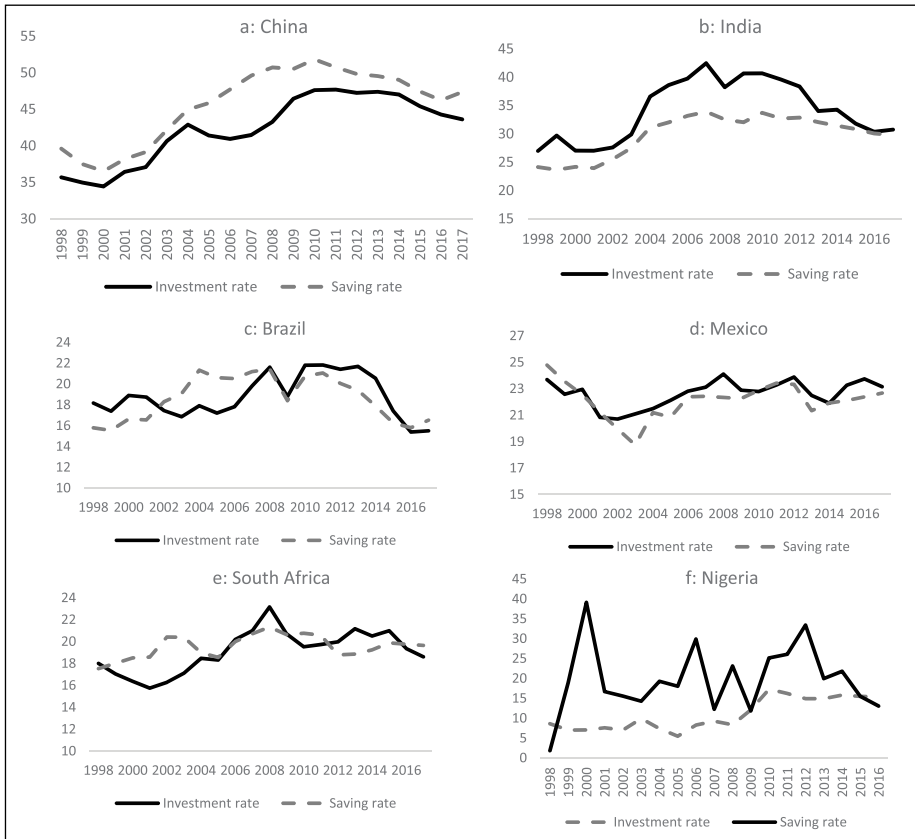 a: China
55
50
45
40
35
30
1998 1999 2000 2001 2002 2003 2004 2005 2006 2007 2008 2009 2010 2011 2012 2013 2014 2015 2016 2017
Investment rate Saving rate
b: India
45
40
35
30
25
20
15
1998 2000 2002 2004 2006 2008 2010 2012 2014 2016
Investment rate Saving rate
c: Brazil
24
22
20
18
16
14
12
10
1998 2000 2002 2004 2006 2008 2010 2012 2014 2016
Investment rate Saving rate
d: Mexico
27
25
23
21
19
17
15
1998 2000 2002 2004 2006 2008 2010 2012 2014 2016
Investment rate Saving rate
e: South Africa
24
22
20
18
16
14
12
10
1998 2000 2002 2004 2006 2008 2010 2012 2014 2016
Investment rate Saving rate
f: Nigeria
45
40
35
30
25
20
15
10
5
0
1998 1999 2000 2001 2002 2003 2004 2005 2006 2007 2008 2009 2010 2011 2012 2013 2014 2015 2016
Investment rate Saving rate